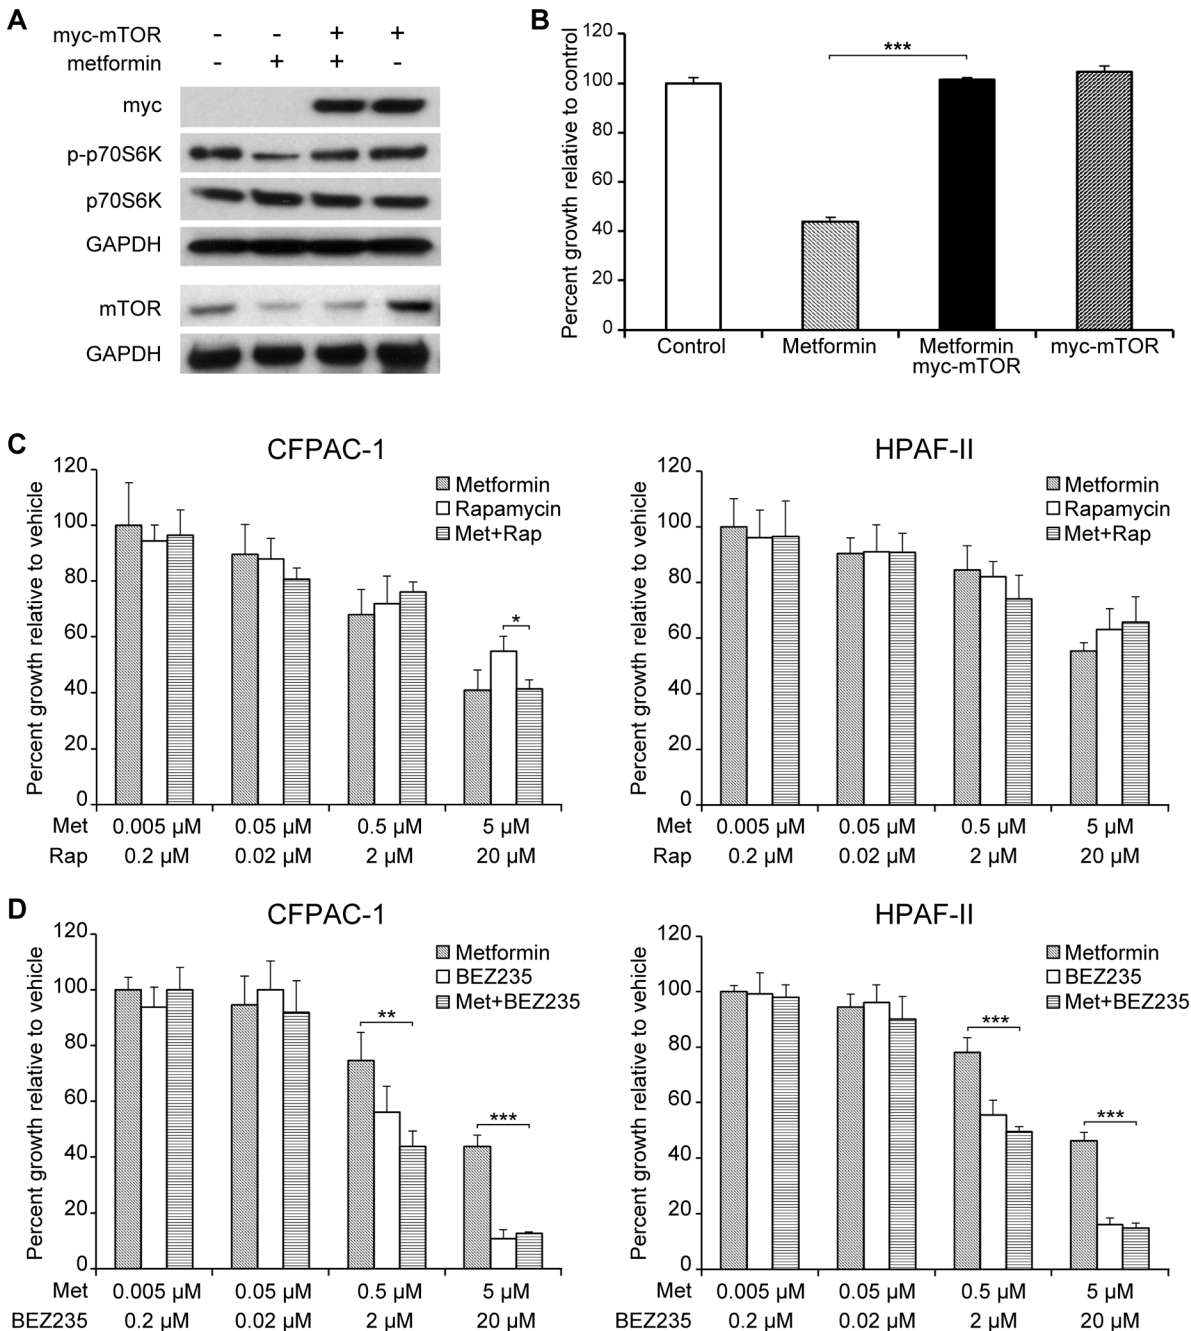 A
myc-mTOR - - + +
metformin - + + -
myc
p-p70S6K
p70S6K
GAPDH
mTOR
GAPDH
B
Percent growth relative to control
120
100
80
60
40
20
0
***
Control
Metformin
Metformin
myc-mTOR
myc-mTOR
C
CFPAC-1
Percent growth relative to vehicle
120
100
80
60
40
20
0
Metformin
Rapamycin
Met+Rap
*
Met 0.005 µM 0.05 µM 0.5 µM 5 µM
Rap 0.2 µM 0.02 µM 2 µM 20 µM
HPAF-II
Percent growth relative to vehicle
120
100
80
60
40
20
0
Metformin
Rapamycin
Met+Rap
Met 0.005 µM 0.05 µM 0.5 µM 5 µM
Rap 0.2 µM 0.02 µM 2 µM 20 µM
D
CFPAC-1
Percent growth relative to vehicle
120
100
80
60
40
20
0
Metformin
BEZ235
Met+BEZ235
**
***
Met 0.005 µM 0.05 µM 0.5 µM 5 µM
BEZ235 0.2 µM 0.02 µM 2 µM 20 µM
HPAF-II
Percent growth relative to vehicle
120
100
80
60
40
20
0
Metformin
BEZ235
Met+BEZ235
***
***
Met 0.005 µM 0.05 µM 0.5 µM 5 µM
BEZ235 0.2 µM 0.02 µM 2 µM 20 µM